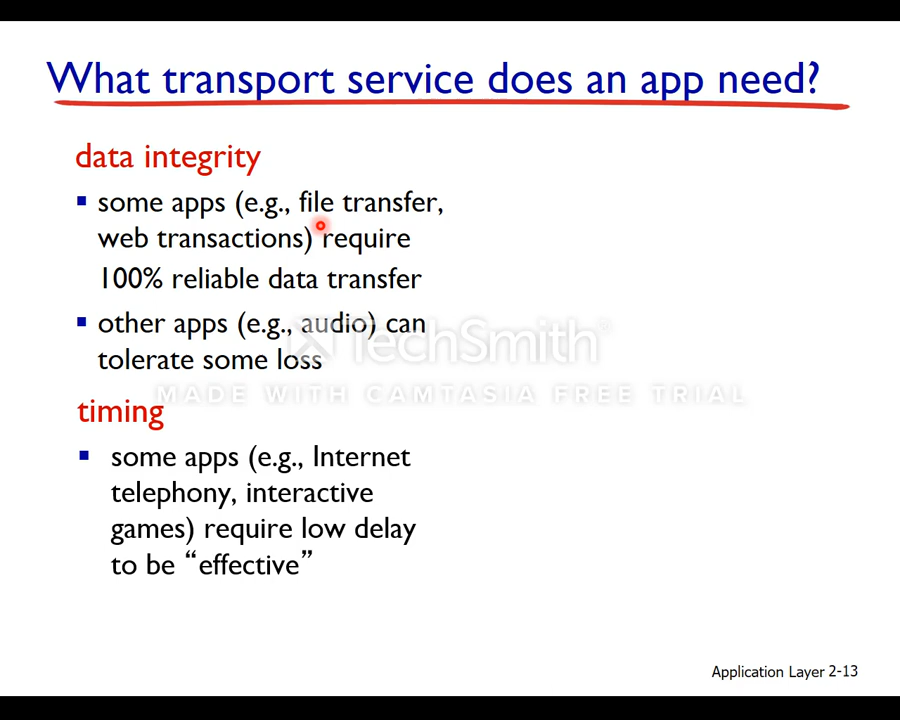 What transport service does an app need?
data integrity
some apps (e.g., file transfer,
web transactions) require
100% reliable data transfer
other apps (e.g., audio) can
tolerate some loss
TechSmith®
MADE WITH CAMTASIA FREE TRIAL
timing
some apps (e.g., Internet
telephony, interactive
games) require low delay
to be “effective”
Application Layer 2-13